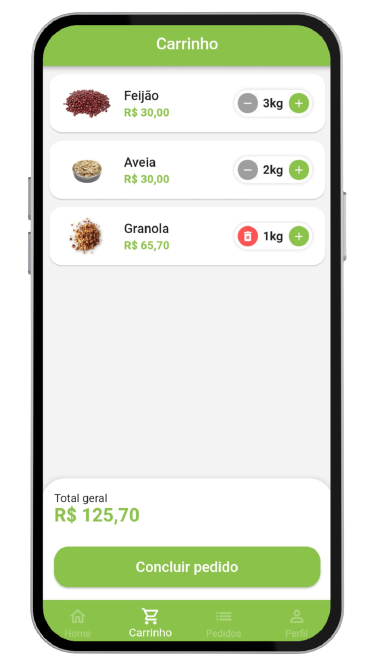 Carrinho
Feijão
R$ 30,00
3kg
Aveia
R$ 30,00
2kg
Granola
R$ 65,70
1kg
Total geral
R$ 125,70
Concluir pedido
Home
Carrinho
Pedidos
Perfil